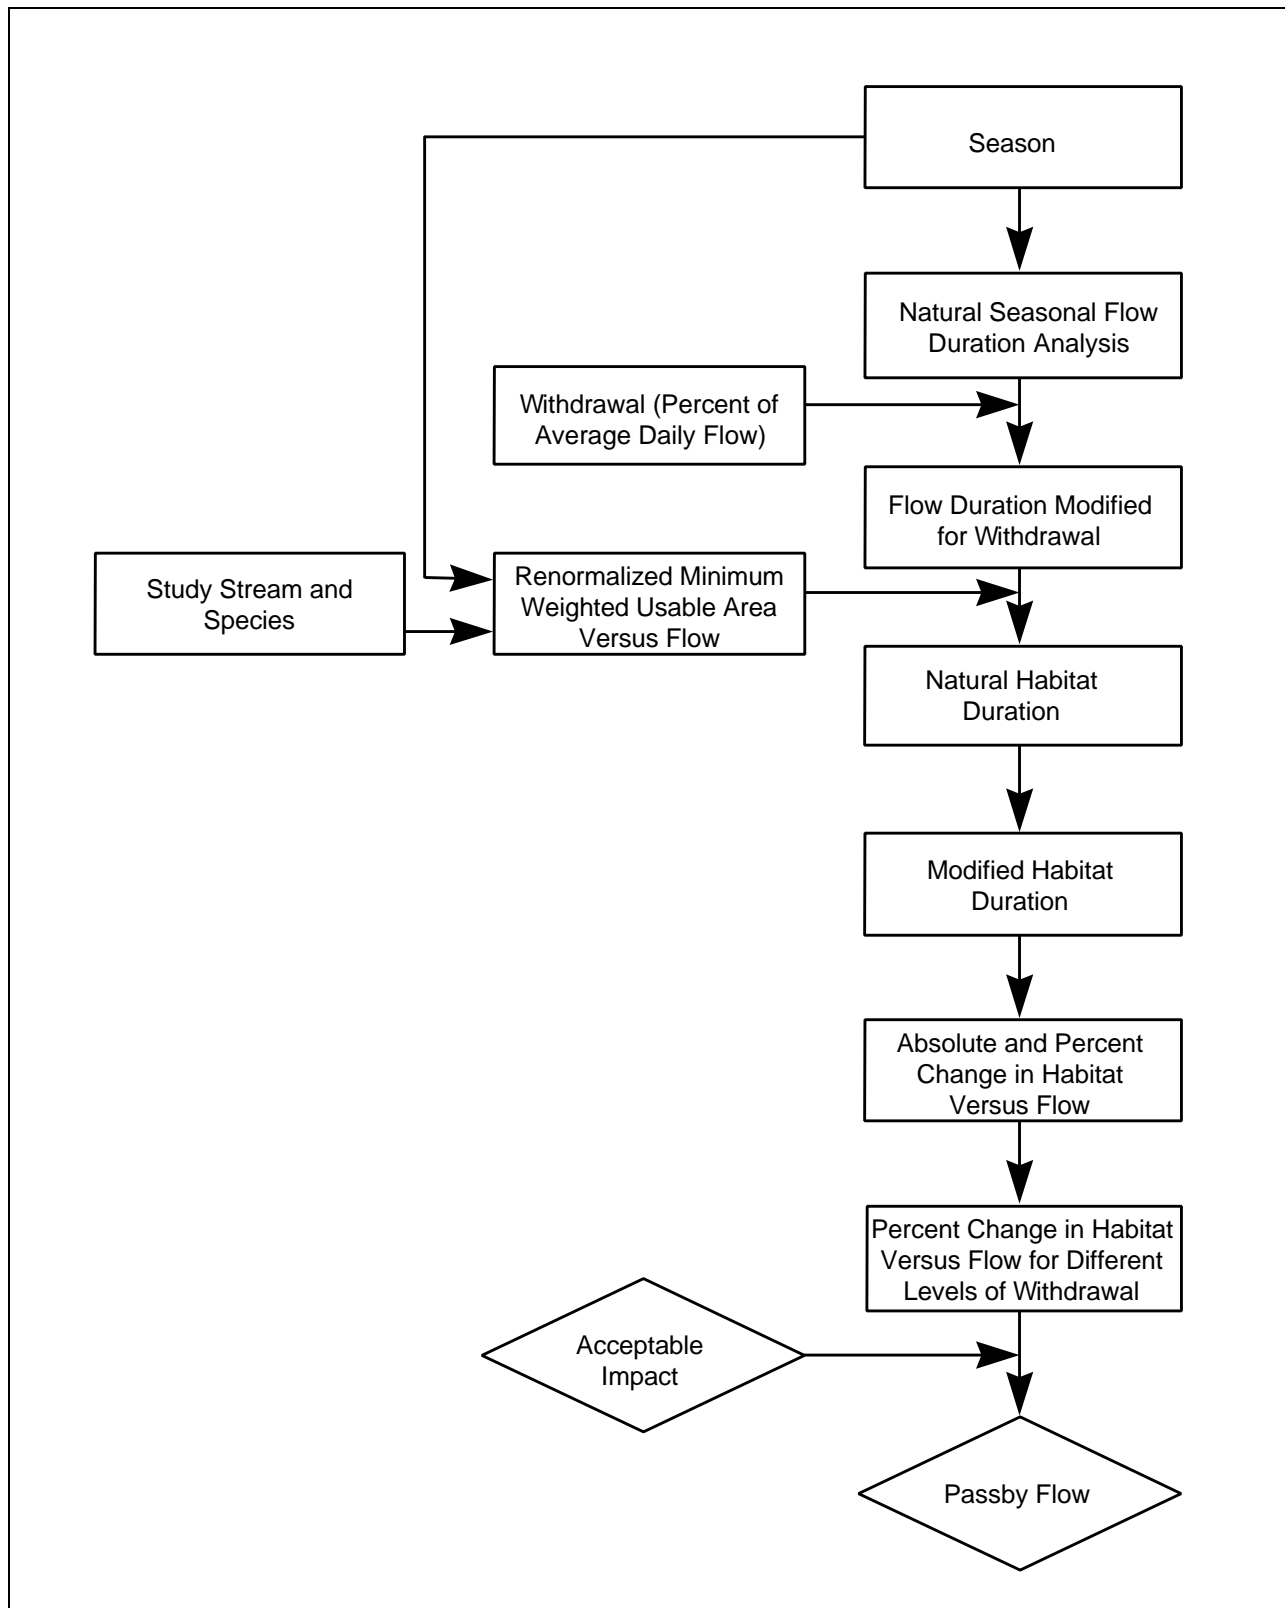 Season
Natural Seasonal Flow
Duration Analysis
Withdrawal (Percent of
Average Daily Flow)
Flow Duration Modified
for Withdrawal
Study Stream and
Species
Renormalized Minimum
Weighted Usable Area
Versus Flow
Natural Habitat
Duration
Modified Habitat
Duration
Absolute and Percent
Change in Habitat
Versus Flow
Percent Change in Habitat
Versus Flow for Different
Levels of Withdrawal
Acceptable
Impact
Passby Flow